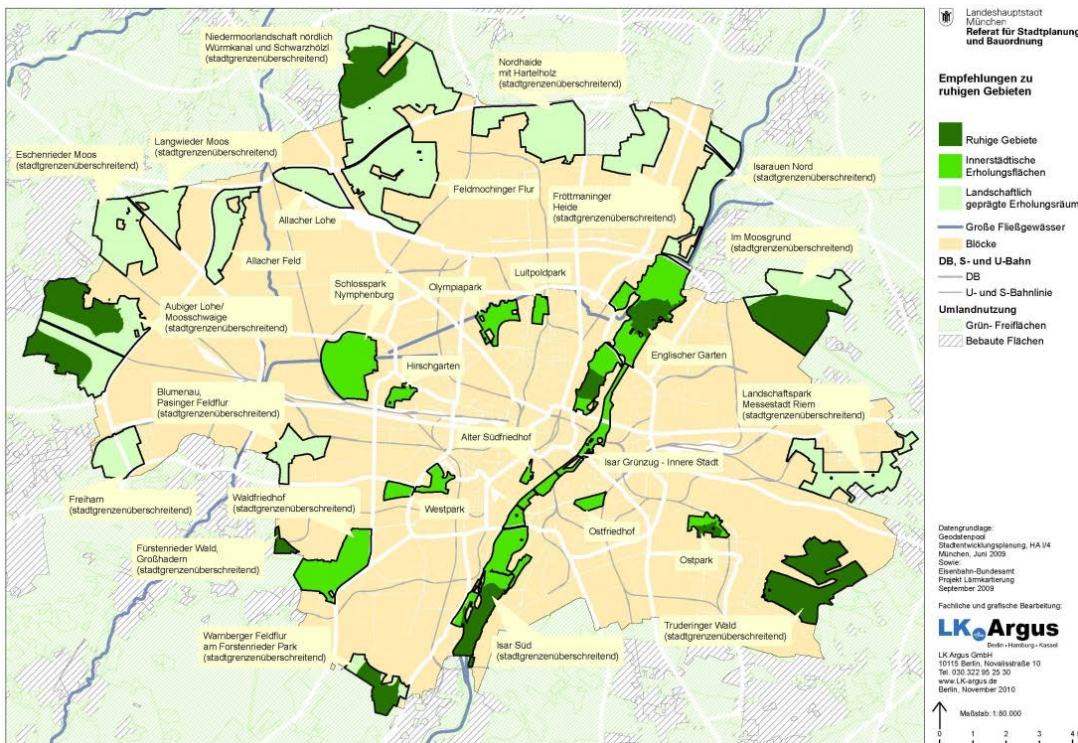 Niedermoorlandschaft nördlich
Würmkanal und Schwarzhölzl
(stadtgrenzenüberschreitend)
Nordhaide
mit Hartelholz
(stadtgrenzenüberschreitend)
Langwieder Moos
(stadtgrenzenüberschreitend)
Eschenrieder Moos
(stadtgrenzenüberschreitend)
Isarauen Nord
(stadtgrenzenüberschreitend)
Feldmochinger Flur
Fröttmaninger
Heide
(stadtgrenzenüberschreitend)
Allacher Lohe
Im Moosgrund
(stadtgrenzenüberschreitend)
Allacher Feld
Schlosspark
Nymphenburg
Olympiapark
Luitpoldpark
Aubiger Lohe/
Moosschwaige
(stadtgrenzenüberschreitend)
Hirschgarten
Englischer Garten
Blumenau,
Pasinger Feldflur
(stadtgrenzenüberschreitend)
Landschaftspark
Messestadt Riem
(stadtgrenzenüberschreitend)
Alter Südfriedhof
Isar Grünzug - Innere Stadt
Freiham
(stadtgrenzenüberschreitend)
Waldfriedhof
(stadtgrenzenüberschreitend)
Westpark
Ostfriedhof
Ostpark
Fürstenrieder Wald,
Großhadern
(stadtgrenzenüberschreitend)
Warnberger Feldflur
am Forstenrieder Park
(stadtgrenzenüberschreitend)
Isar Süd
(stadtgrenzenüberschreitend)
Truderinger Wald
(stadtgrenzenüberschreitend)
Landeshauptstadt
München
Referat für Stadtplanung
und Bauordnung
Empfehlungen zu
ruhigen Gebieten
Ruhige Gebiete
Innerstädtische
Erholungsflächen
Landschaftlich
geprägte Erholungsräum
Große Fließgewässer
Blöcke
DB, S- und U-Bahn
DB
U- und S-Bahnlinie
Umlandnutzung
Grün- Freiflächen
Bebaute Flächen
Datengrundlage:
Geodatenpool
Stadtentwicklungsplanung, HA I/4
München, Juni 2009
Sowie:
Eisenbahn-Bundesamt
Projekt Lärmkartierung
September 2009
Fachliche und grafische Bearbeitung:
LK Argus
Berlin • Hamburg • Kassel
LK Argus GmbH
10115 Berlin, Novalisstraße 10
Tel. 030.322 95 25 30
www.LK-argus.de
Berlin, November 2010
Maßstab: 1:80.000
0 1 2 3 4